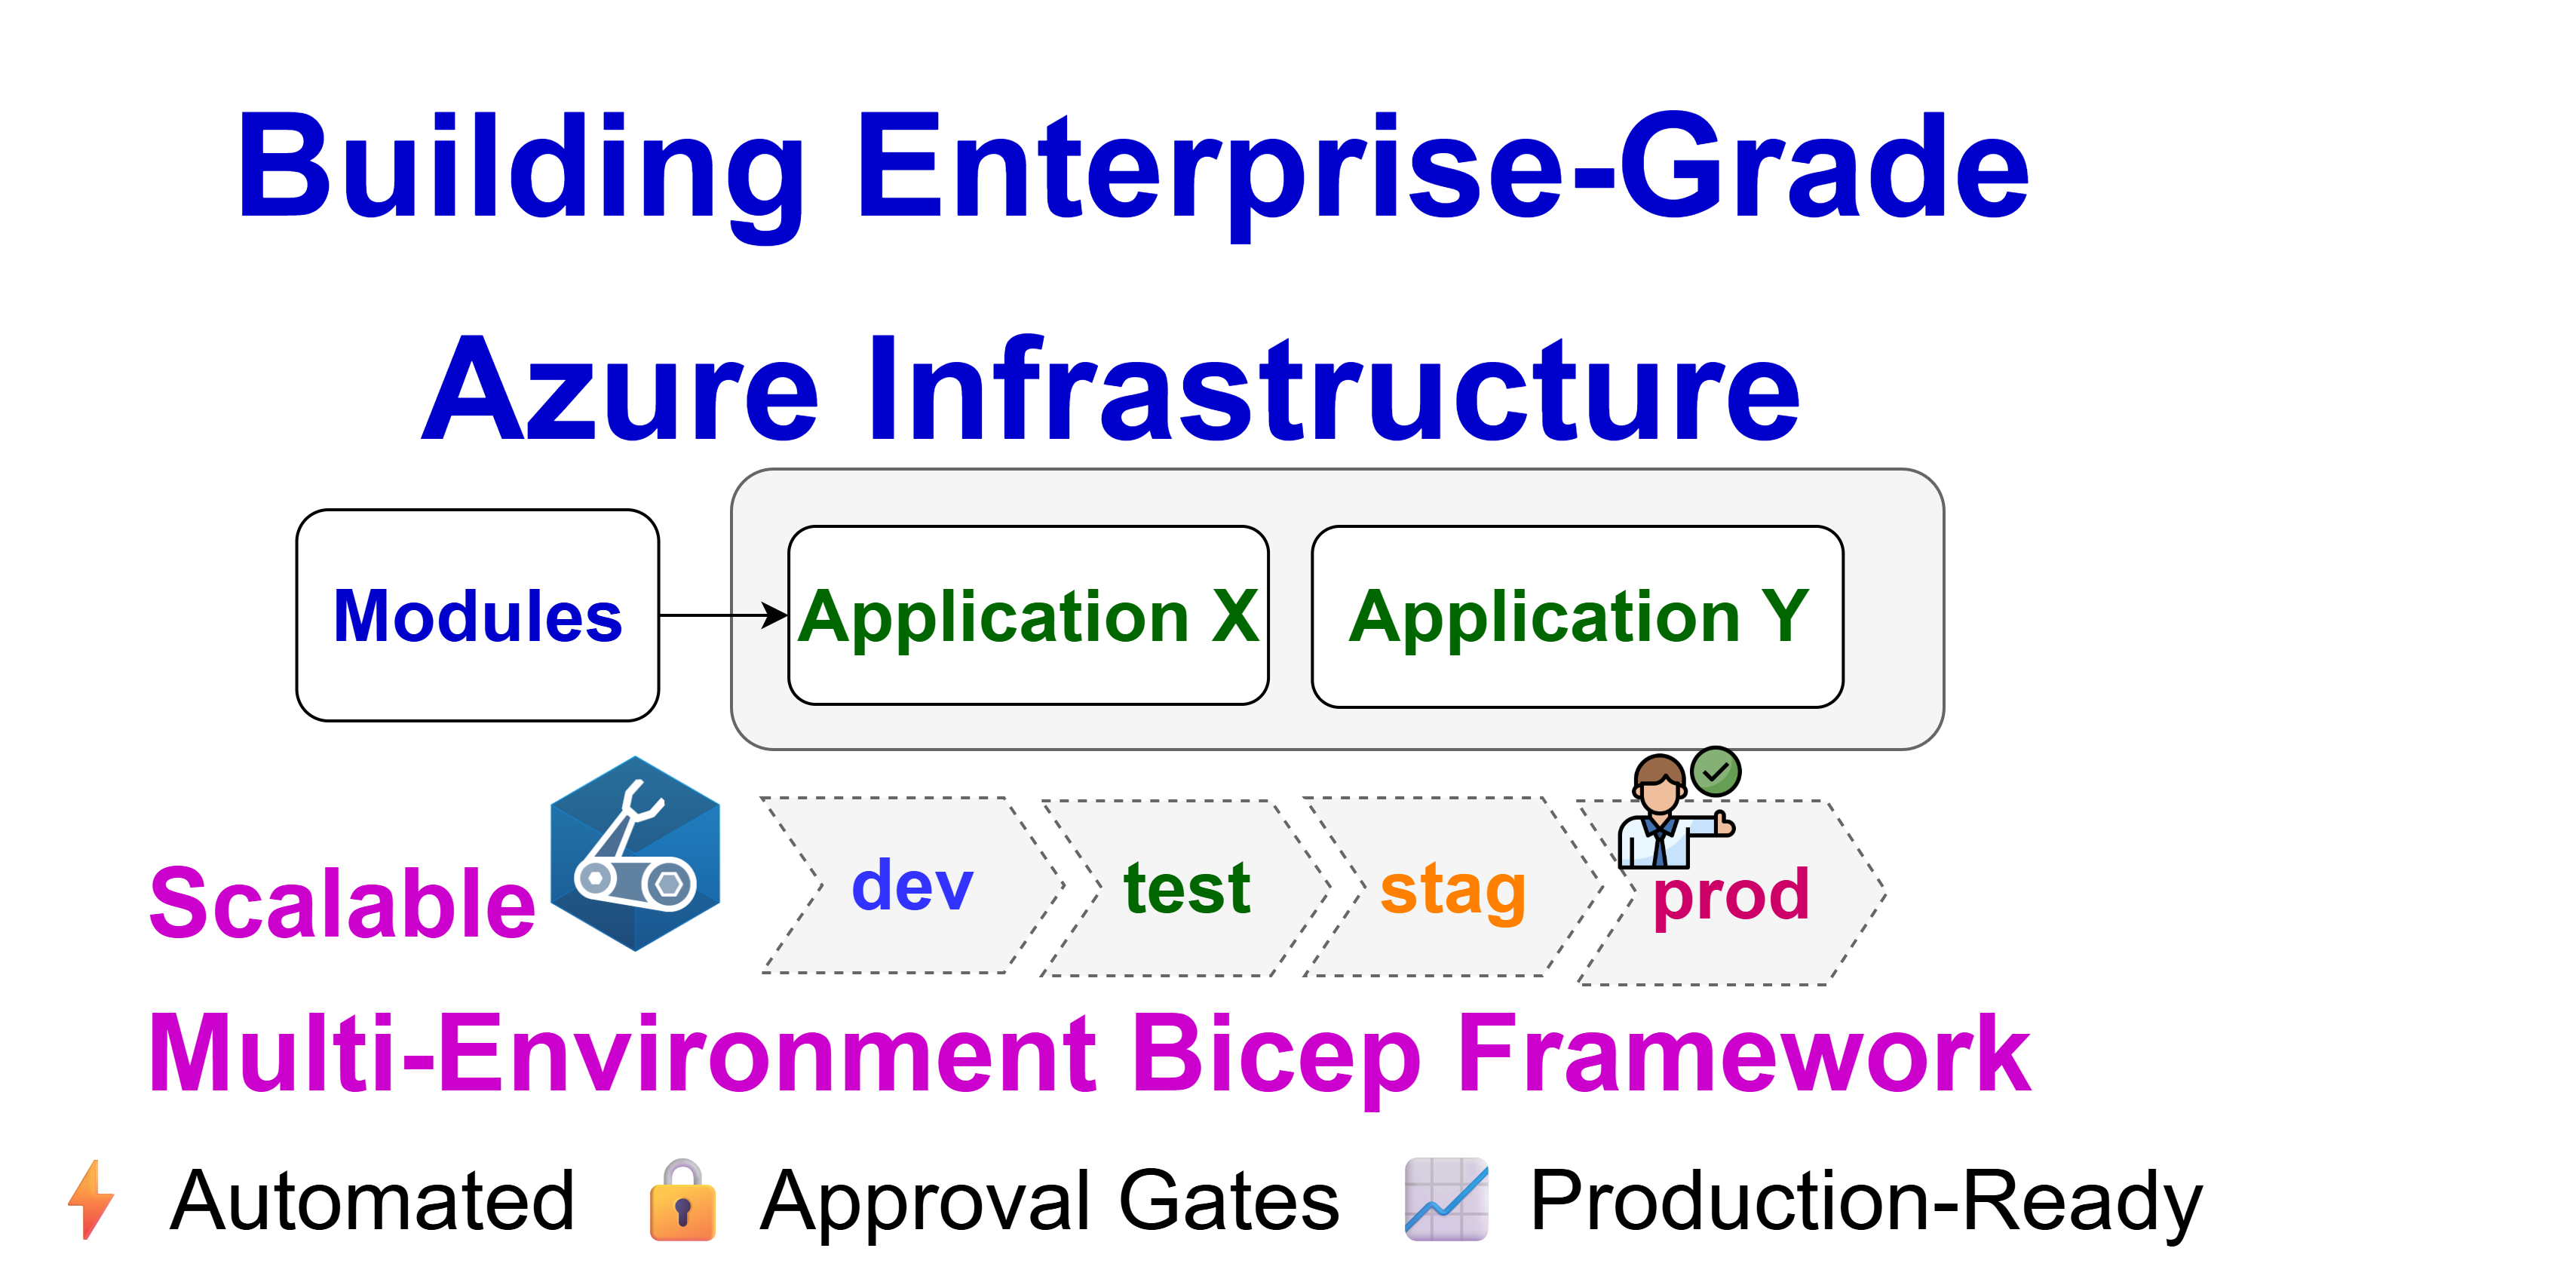 Building Enterprise-Grade
Azure Infrastructure
Modules
Application X
Application Y
Scalable
dev
test
stag
prod
Multi-Environment Bicep Framework
Automated
Approval Gates
Production-Ready